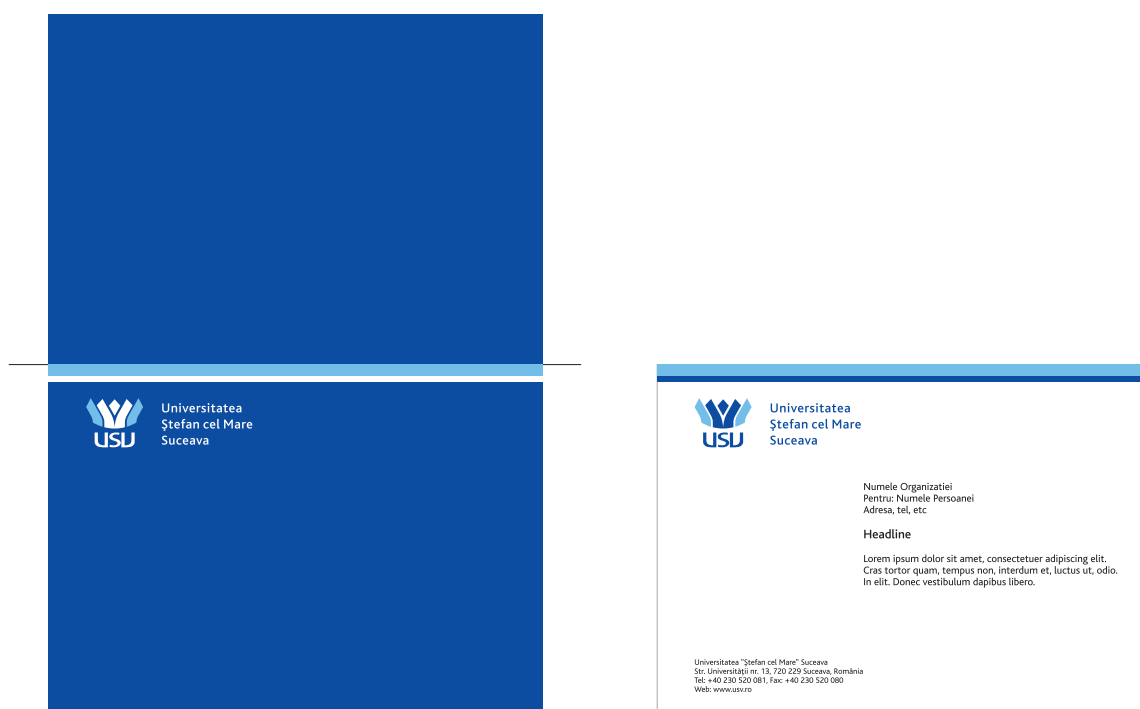 USV
Universitatea
Ştefan cel Mare
Suceava
USV
Universitatea
Ştefan cel Mare
Suceava
Numele Organizatiei
Pentru: Numele Persoanei
Adresa, tel, etc
Headline
Lorem ipsum dolor sit amet, consectetuer adipiscing elit.
Cras tortor quam, tempus non, interdum et, luctus ut, odio.
In elit. Donec vestibulum dapibus libero.
Universitatea "Ştefan cel Mare" Suceava
Str. Universităţii nr. 13, 720 229 Suceava, România
Tel: +40 230 520 081, Fax: +40 230 520 080
Web: www.usv.ro